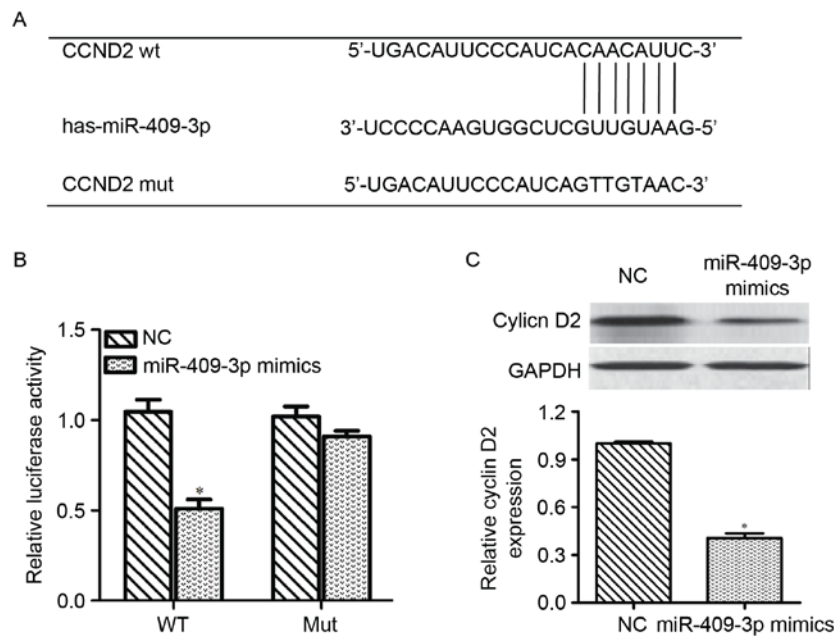 A
CCND2 wt 5'-UGACAUUCCCAUCACAACAUUC-3'
has-miR-409-3p 3'-UCCCCAAGUGGCUCGUUGUAAG-5'
CCND2 mut 5'-UGACAUUCCCAUCAGTTGTAAC-3'
B
1.5
1.0
0.5
0.0
Relative luciferase activity
NC
miR-409-3p mimics
*
WT Mut
C
NC miR-409-3p
mimics
Cylicn D2
GAPDH
1.2
0.9
0.6
0.3
0.0
Relative cyclin D2
expression
*
NC miR-409-3p mimics